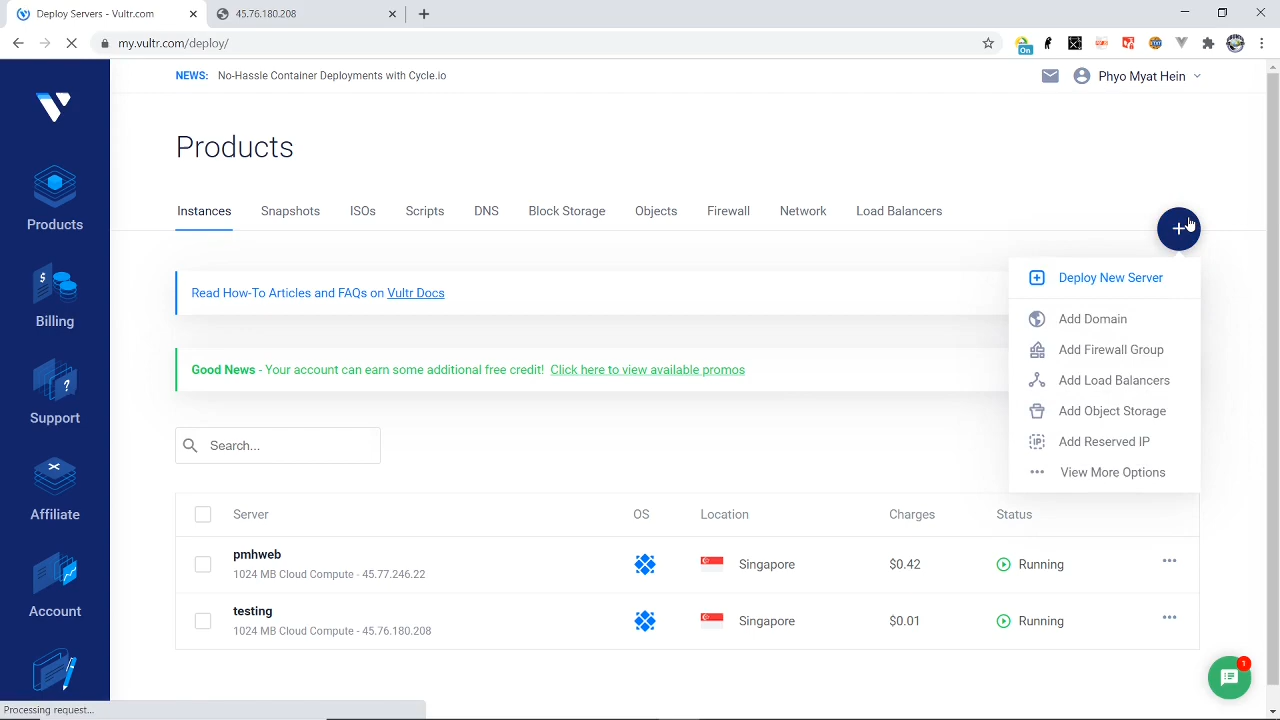 Deploy Servers - Vultr.com
45.76.180.208
my.vultr.com/deploy/
On
NEWS: No-Hassle Container Deployments with Cycle.io
Phyo Myat Hein
Products
Products
Instances Snapshots ISOs Scripts DNS Block Storage Objects Firewall Network Load Balancers
Deploy New Server
Read How-To Articles and FAQs on Vultr Docs
Add Domain
Billing
Add Firewall Group
Good News - Your account can earn some additional free credit! Click here to view available promos
Add Load Balancers
Support
Add Object Storage
Add Reserved IP
Search...
View More Options
Affiliate
Server OS Location Charges Status
pmhweb
1024 MB Cloud Compute - 45.77.246.22
Singapore $0.42 Running
Account
testing
1024 MB Cloud Compute - 45.76.180.208
Singapore $0.01 Running
1
Processing request...